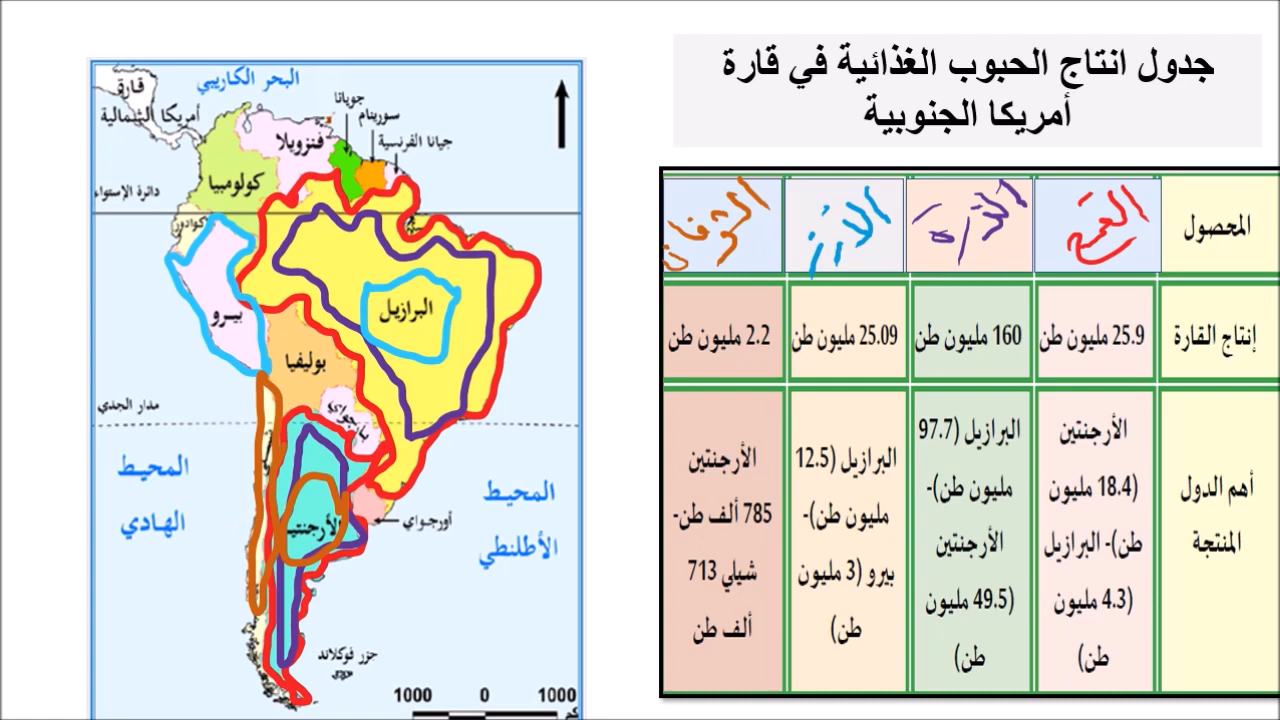 جدول انتاج الحبوب الغذائية في قارة
أمريكا الجنوبية
المحصول
القمح
الذرة
الأرز
الشوفان
إنتاج القارة
25.9 مليون طن
160 مليون طن
25.09 مليون طن
2.2 مليون طن
أهم الدول
المنتجة
الأرجنتين
(18.4 مليون
طن)- البرازيل
(4.3 مليون
طن)
البرازيل (97.7
مليون طن)-
الأرجنتين
(49.5 مليون
طن)
البرازيل (12.5
مليون طن)-
بيرو (3 مليون
طن)
الأرجنتين
785 ألف طن-
شيلي 713
ألف طن
البحر الكاريبي
قارة
أمريكا الشمالية
جويانا
سورينام
جيانا الفرنسية
فنزويلا
كولومبيا
دائرة الإستواء
كوادور
البرازيل
بيرو
بوليفيا
بارجواي
مدار الجدي
المحيط
الهادي
المحيط
الأطلنطي
الأرجنتين
أورجواي
جزر فوكلاند
1000 0 1000
كم